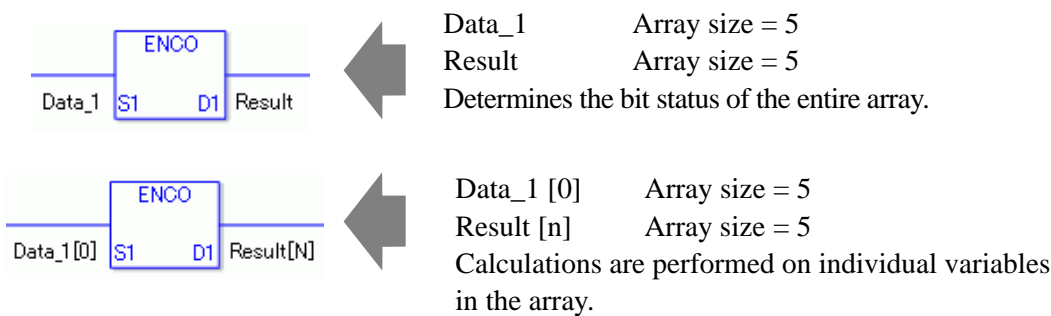 ENCO
Data_1 S1 D1 Result
Data_1 Array size = 5
Result Array size = 5
Determines the bit status of the entire array.
ENCO
Data_1[0] S1 D1 Result[N]
Data_1 [0] Array size = 5
Result [n] Array size = 5
Calculations are performed on individual variables
in the array.